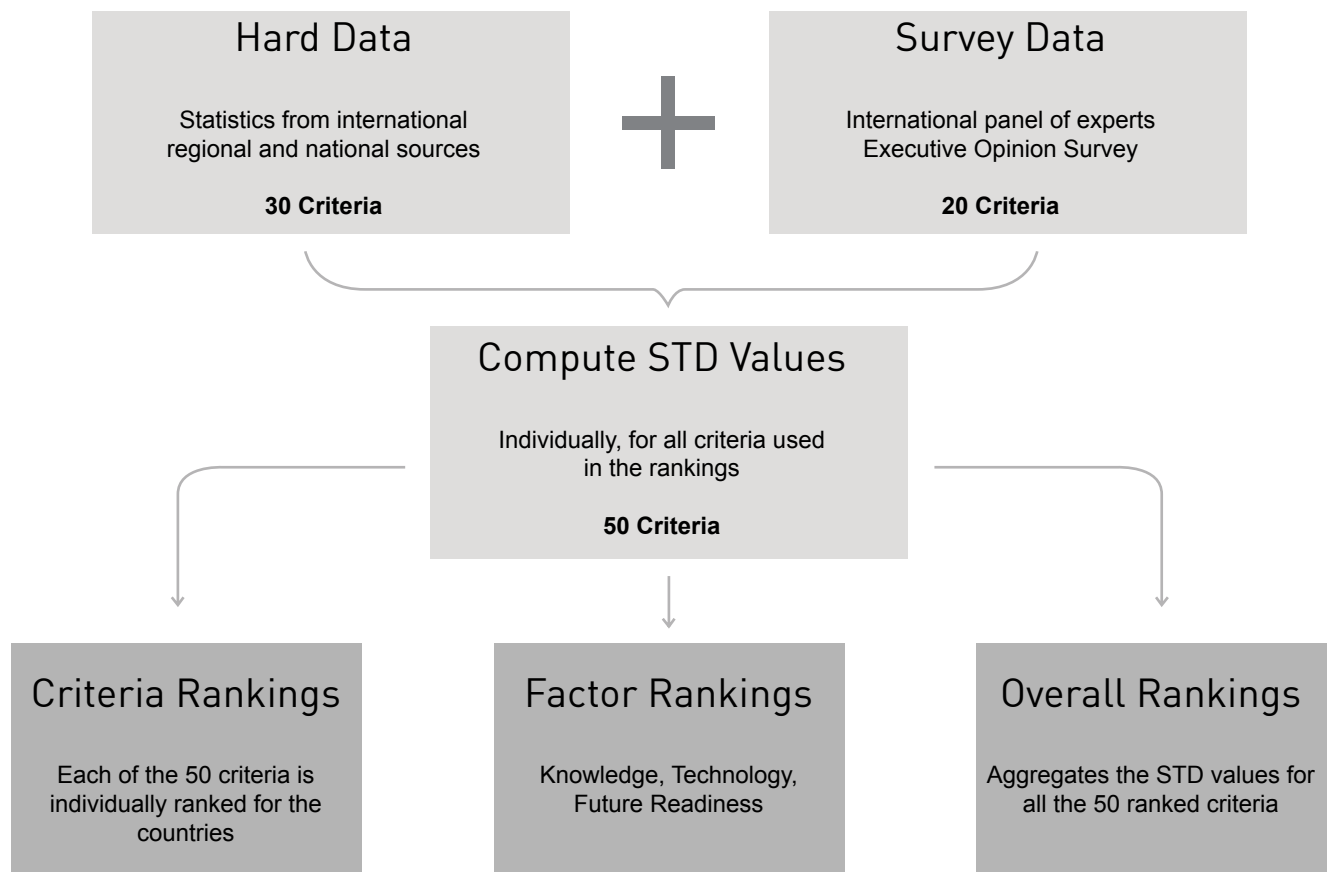 Hard Data
Statistics from international
regional and national sources
30 Criteria
Survey Data
International panel of experts
Executive Opinion Survey
20 Criteria
Compute STD Values
Individually, for all criteria used
in the rankings
50 Criteria
Criteria Rankings
Each of the 50 criteria is
individually ranked for the
countries
Factor Rankings
Knowledge, Technology,
Future Readiness
Overall Rankings
Aggregates the STD values for
all the 50 ranked criteria